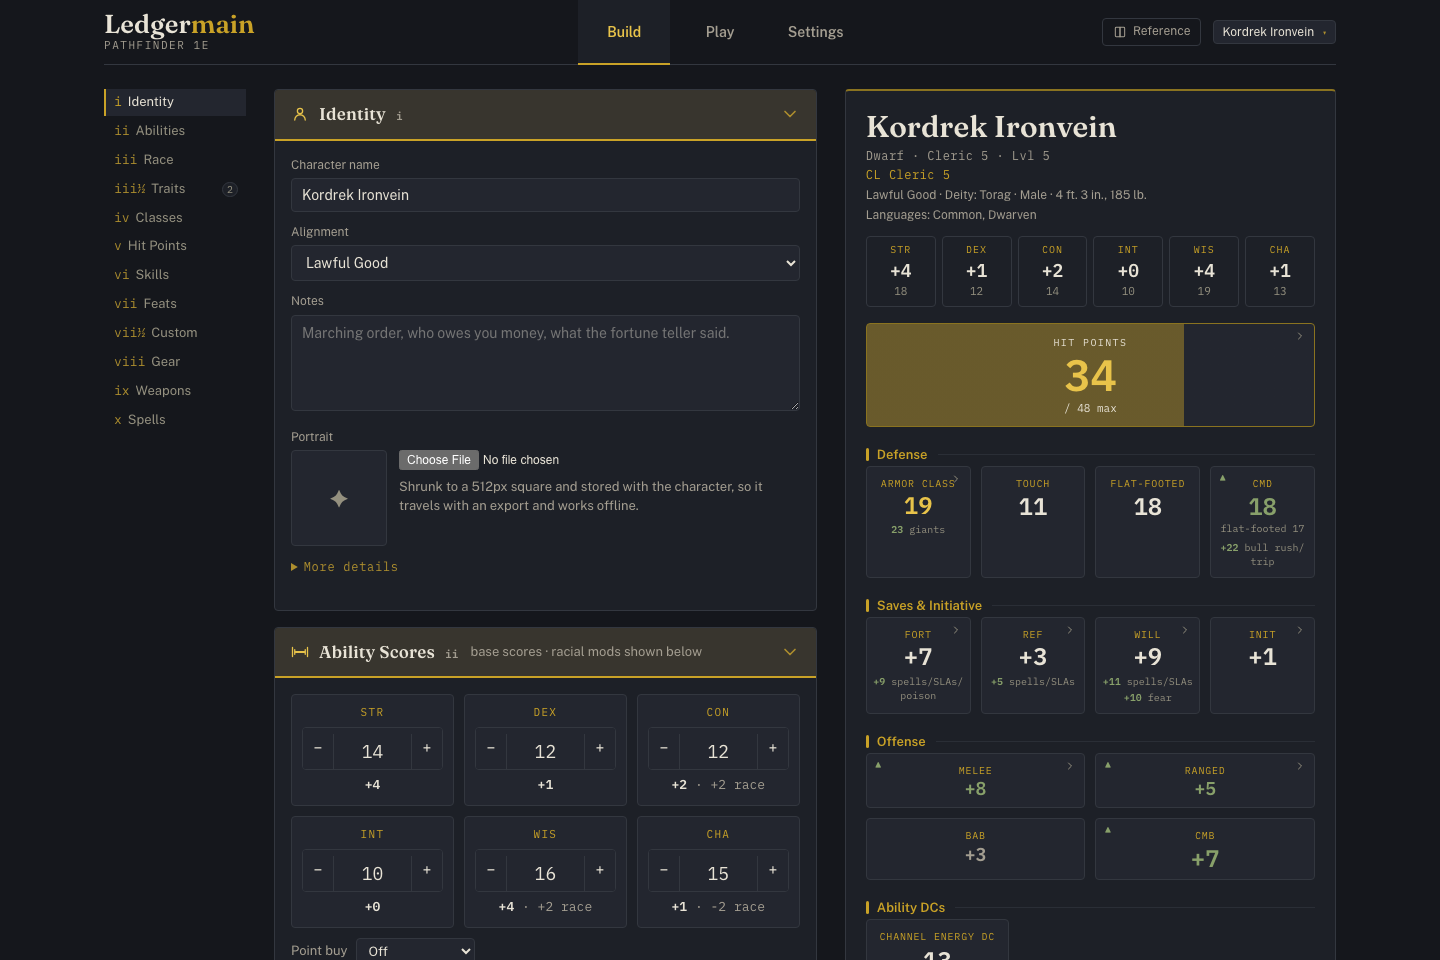 Ledgermain
PATHFINDER 1E
Build
Play
Settings
Reference
Kordrek Ironvein
i Identity
ii Abilities
iii Race
iii½ Traits 2
iv Classes
v Hit Points
vi Skills
vii Feats
vii½ Custom
viii Gear
ix Weapons
x Spells
Identity i
Character name
Kordrek Ironvein
Alignment
Lawful Good
Notes
Marching order, who owes you money, what the fortune teller said.
Portrait
Choose File No file chosen
Shrunk to a 512px square and stored with the character, so it
travels with an export and works offline.
More details
Ability Scores ii base scores · racial mods shown below
STR
− 14 +
+4
DEX
− 12 +
+1
CON
− 12 +
+2 · +2 race
INT
− 10 +
+0
WIS
− 16 +
+4 · +2 race
CHA
− 15 +
+1 · -2 race
Point buy Off
Kordrek Ironvein
Dwarf · Cleric 5 · Lvl 5
CL Cleric 5
Lawful Good · Deity: Torag · Male · 4 ft. 3 in., 185 lb.
Languages: Common, Dwarven
STR
+4
18
DEX
+1
12
CON
+2
14
INT
+0
10
WIS
+4
19
CHA
+1
13
HIT POINTS
34
/ 48 max
Defense
ARMOR CLASS
19
23 giants
TOUCH
11
FLAT-FOOTED
18
CMD
18
flat-footed 17
+22 bull rush/
trip
Saves & Initiative
FORT
+7
+9 spells/SLAs/
poison
REF
+3
+5 spells/SLAs
WILL
+9
+11 spells/SLAs
+10 fear
INIT
+1
Offense
MELEE
+8
RANGED
+5
BAB
+3
CMB
+7
Ability DCs
CHANNEL ENERGY DC
13